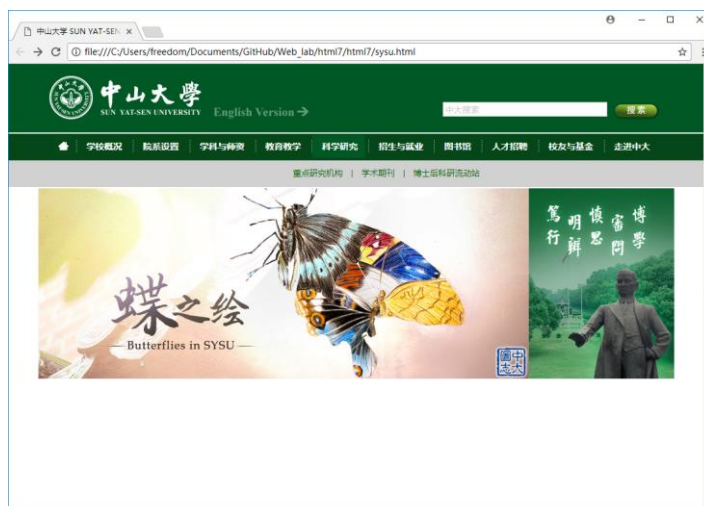 中山大学 SUN YAT-SEN
file:///C:/Users/freedom/Documents/GitHub/Web_lab/html7/html7/sysu.html
中山大學
SUN YAT-SEN UNIVERSITY
English Version →
中大搜索
搜索
学校概况 院系设置 学科与师资 教育教学 科学研究 招生与就业 图书馆 人才招聘 校友与基金 走进中大
重点研究机构 | 学术期刊 | 博士后科研流动站
蝶之绘
Butterflies in SYSU
博學
審問
慎思
明辨
篤行